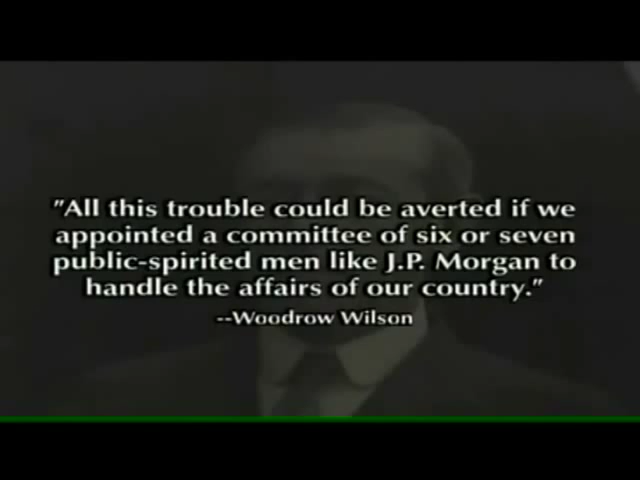 "All this trouble could be averted if we
appointed a committee of six or seven
public-spirited men like J.P. Morgan to
handle the affairs of our country."
--Woodrow Wilson